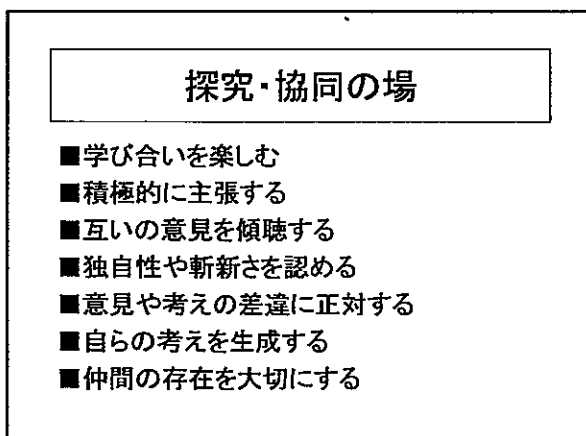 探究・協同の場
■学び合いを楽しむ
■積極的に主張する
■互いの意見を傾聴する
■独自性や斬新さを認める
■意見や考えの差違に正対する
■自らの考えを生成する
■仲間の存在を大切にする